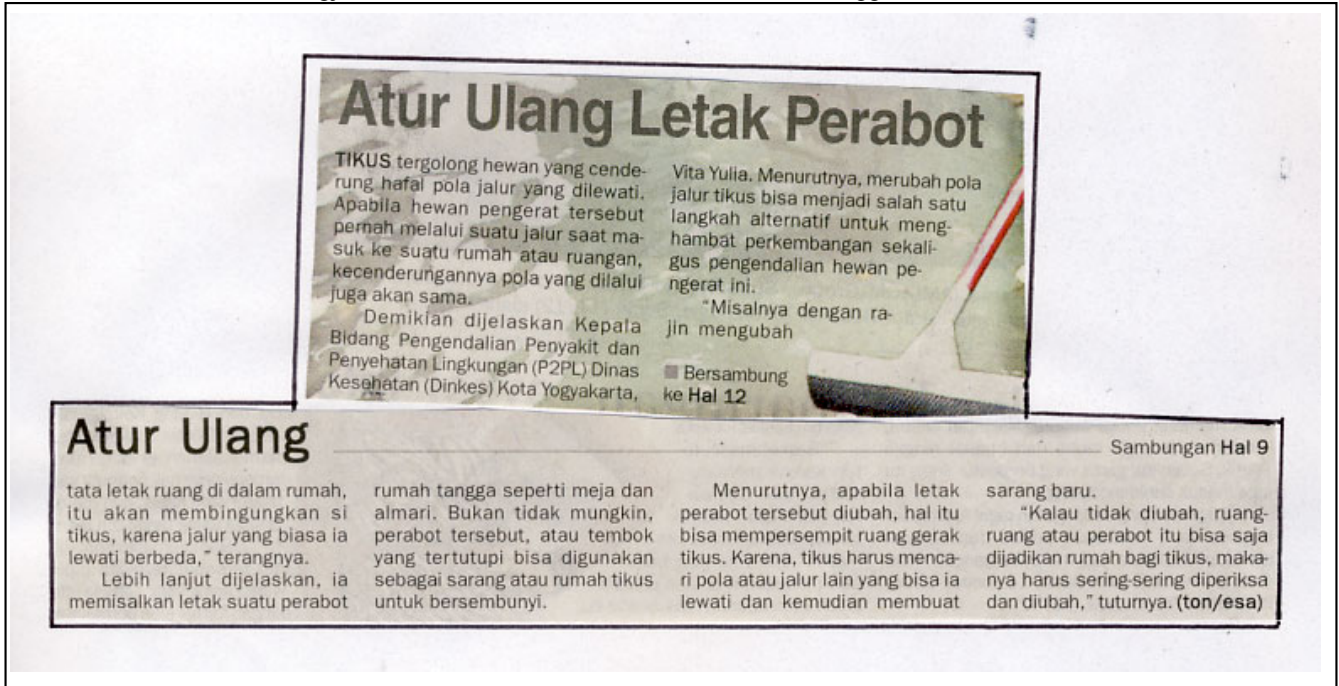 Atur Ulang Letak Perabot
TIKUS tergolong hewan yang cende-
rung hafal pola jalur yang dilewati.
Apabila hewan pengerat tersebut
pernah melalui suatu jalur saat ma-
suk ke suatu rumah atau ruangan,
kecenderungannya pola yang dilalui
juga akan sama.
Demikian dijelaskan Kepala
Bidang Pengendalian Penyakit dan
Penyehatan Lingkungan (P2PL) Dinas
Kesehatan (Dinkes) Kota Yogyakarta,
Vita Yulia. Menurutnya, merubah pola
jalur tikus bisa menjadi salah satu
langkah alternatif untuk meng-
hambat perkembangan sekali-
gus pengendalian hewan pe-
ngerat ini.
"Misalnya dengan ra-
jin mengubah
Bersambung
ke Hal 12
Atur Ulang
Sambungan Hal 9
tata letak ruang di dalam rumah,
itu akan membingungkan si
tikus, karena jalur yang biasa ia
lewati berbeda," terangnya.
Lebih lanjut dijelaskan, ia
memisalkan letak suatu perabot
rumah tangga seperti meja dan
almari. Bukan tidak mungkin,
perabot tersebut, atau tembok
yang tertutupi bisa digunakan
sebagai sarang atau rumah tikus
untuk bersembunyi.
Menurutnya, apabila letak
perabot tersebut diubah, hal itu
bisa mempersempit ruang gerak
tikus. Karena, tikus harus menca-
ri pola atau jalur lain yang bisa ia
lewati dan kemudian membuat
sarang baru.
"Kalau tidak diubah, ruang-
ruang atau perabot itu bisa saja
dijadikan rumah bagi tikus, maka-
nya harus sering-sering diperiksa
dan diubah," tuturnya. (ton/esa)